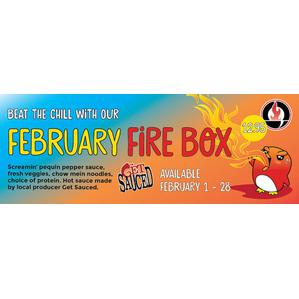 BEAT THE CHILL WITH OUR
FEBRUARY FIRE BOX
12.95
Screamin' pequin pepper sauce,
fresh veggies, chow mein noodles,
choice of protein. Hot sauce made
by local producer Get Sauced.
GET
SAUCED
AVAILABLE
FEBRUARY 1 - 28